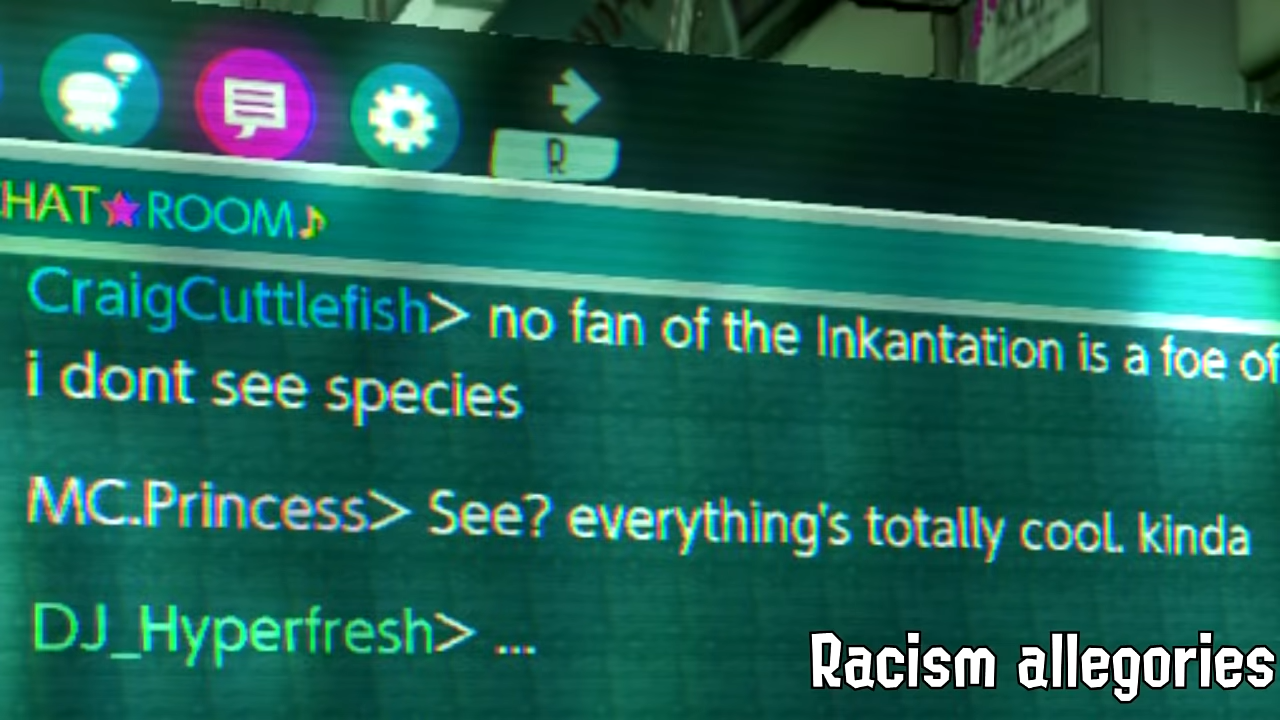 R
HAT★ROOM♪
CraigCuttlefish> no fan of the Inkantation is a foe of
i dont see species
MC.Princess> See? everything's totally cool. kinda
DJ_Hyperfresh> ...
Racism allegories